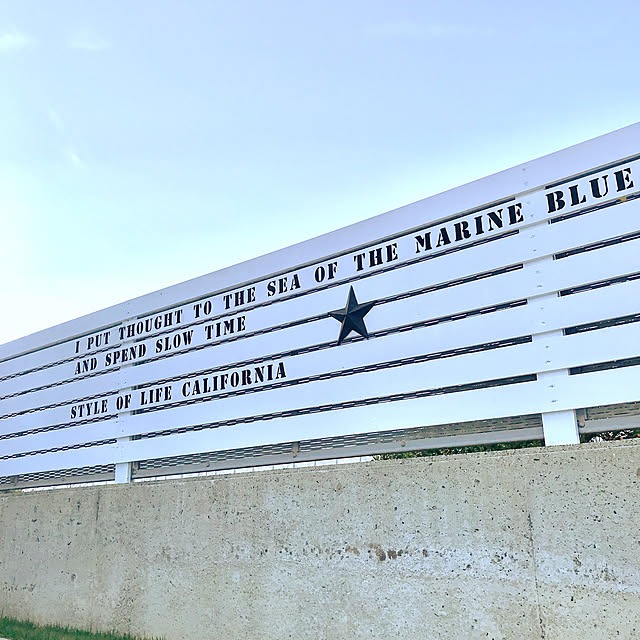 I PUT THOUGHT TO THE SEA OF THE MARINE BLUE
AND SPEND SLOW TIME
STYLE OF LIFE CALIFORNIA